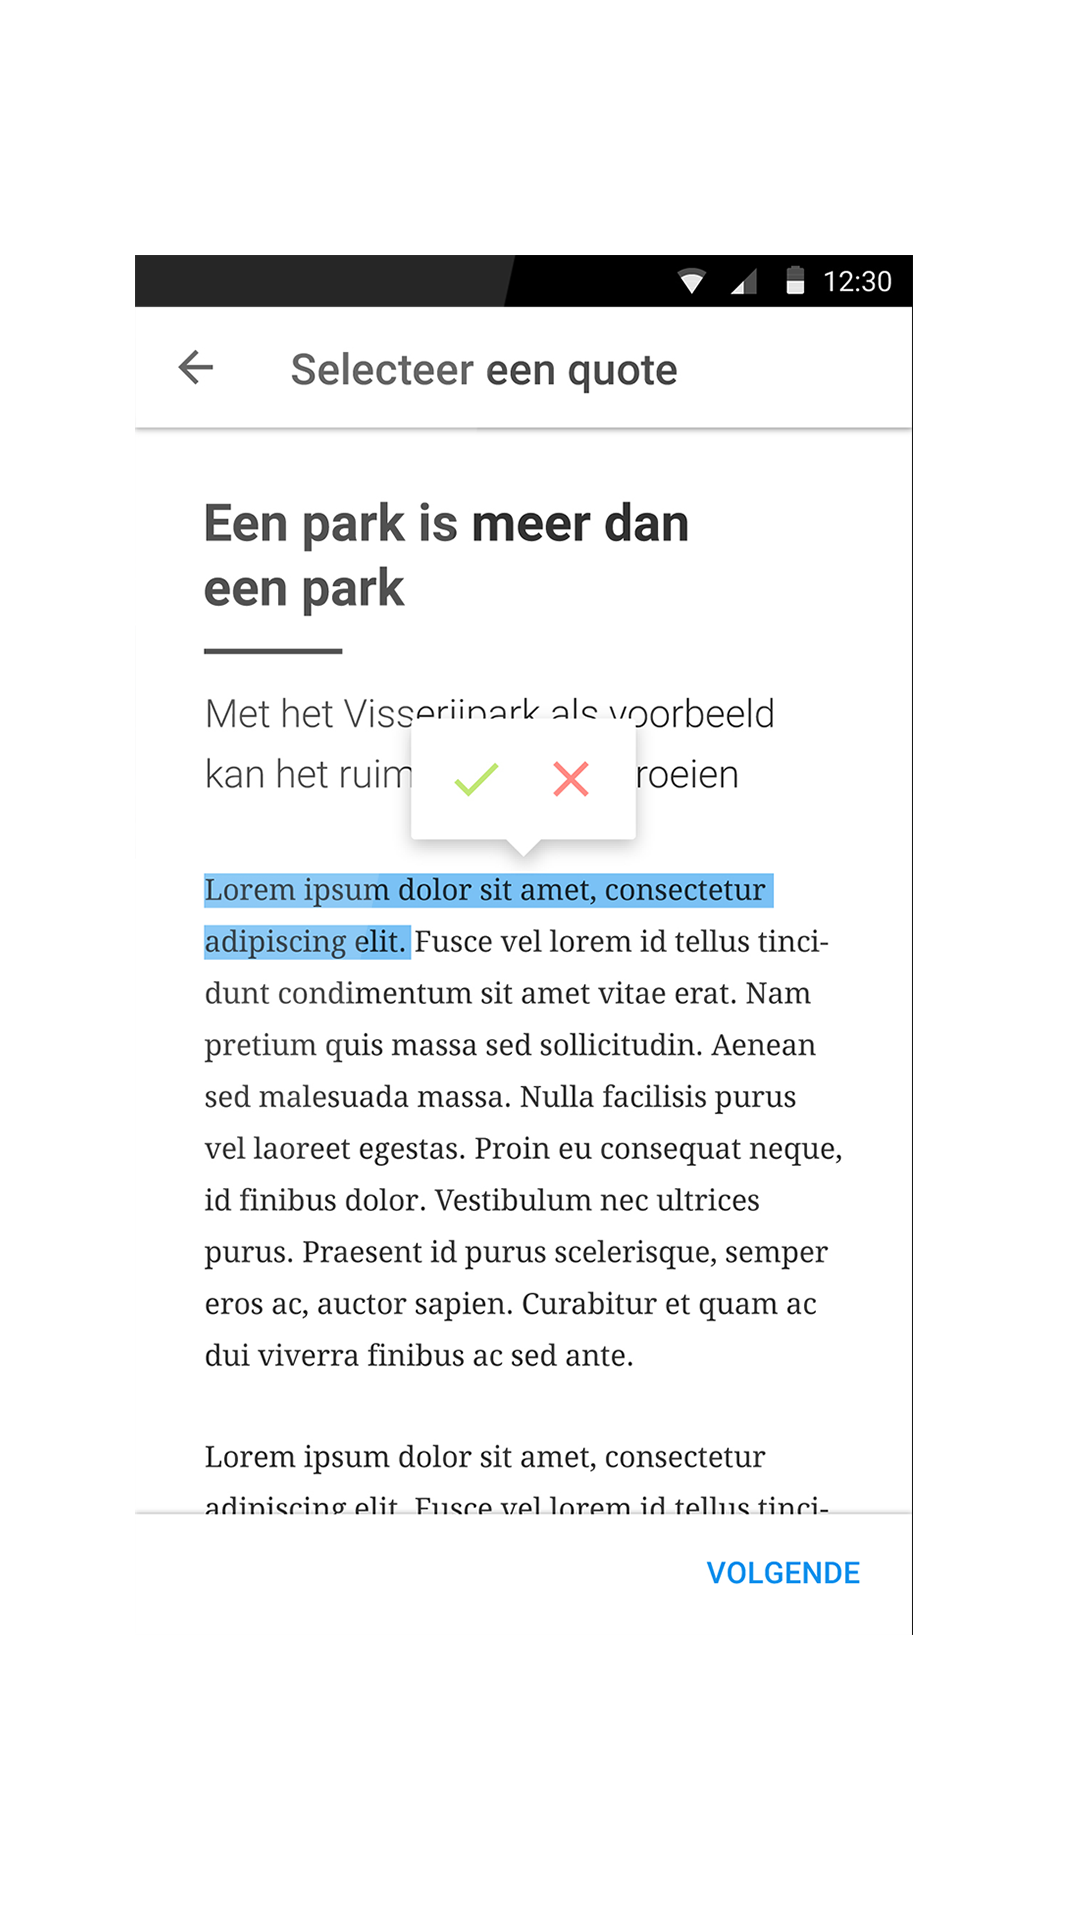 12:30
Selecteer een quote
Een park is meer dan
een park
Met het Visserijpark als voorbeeld
kan het ruim roeien
Lorem ipsum dolor sit amet, consectetur
adipiscing elit. Fusce vel lorem id tellus tinci-
dunt condimentum sit amet vitae erat. Nam
pretium quis massa sed sollicitudin. Aenean
sed malesuada massa. Nulla facilisis purus
vel laoreet egestas. Proin eu consequat neque,
id finibus dolor. Vestibulum nec ultrices
purus. Praesent id purus scelerisque, semper
eros ac, auctor sapien. Curabitur et quam ac
dui viverra finibus ac sed ante.
Lorem ipsum dolor sit amet, consectetur
adipiscing elit. Fusce vel lorem id tellus tinci-
VOLGENDE